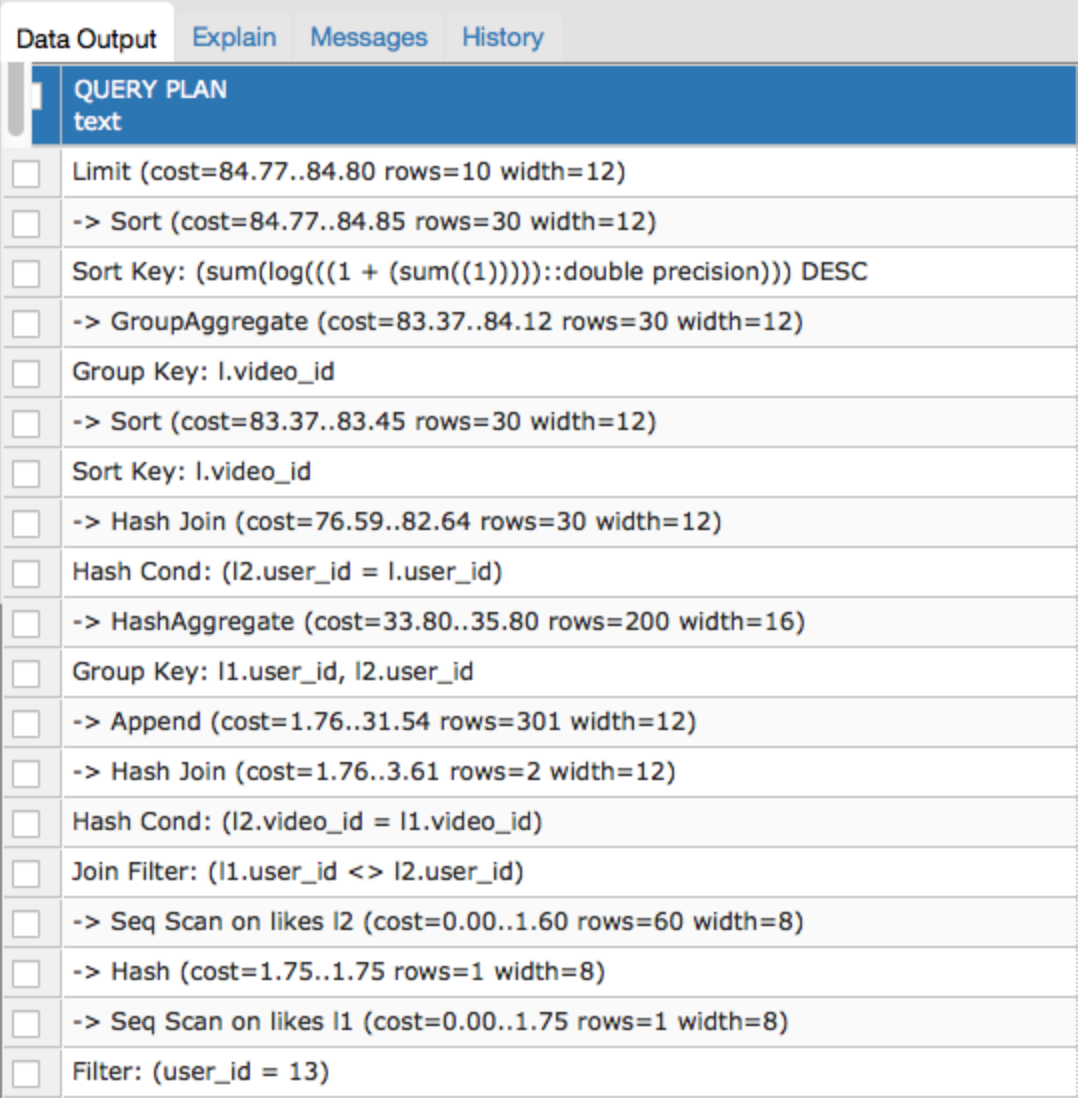 Data Output Explain Messages History
QUERY PLAN
text
Limit (cost=84.77..84.80 rows=10 width=12)
-> Sort (cost=84.77..84.85 rows=30 width=12)
Sort Key: (sum(log(((1 + (sum((1)))))::double precision))) DESC
-> GroupAggregate (cost=83.37..84.12 rows=30 width=12)
Group Key: l.video_id
-> Sort (cost=83.37..83.45 rows=30 width=12)
Sort Key: l.video_id
-> Hash Join (cost=76.59..82.64 rows=30 width=12)
Hash Cond: (l2.user_id = l.user_id)
-> HashAggregate (cost=33.80..35.80 rows=200 width=16)
Group Key: l1.user_id, l2.user_id
-> Append (cost=1.76..31.54 rows=301 width=12)
-> Hash Join (cost=1.76..3.61 rows=2 width=12)
Hash Cond: (l2.video_id = l1.video_id)
Join Filter: (l1.user_id <> l2.user_id)
-> Seq Scan on likes l2 (cost=0.00..1.60 rows=60 width=8)
-> Hash (cost=1.75..1.75 rows=1 width=8)
-> Seq Scan on likes l1 (cost=0.00..1.75 rows=1 width=8)
Filter: (user_id = 13)